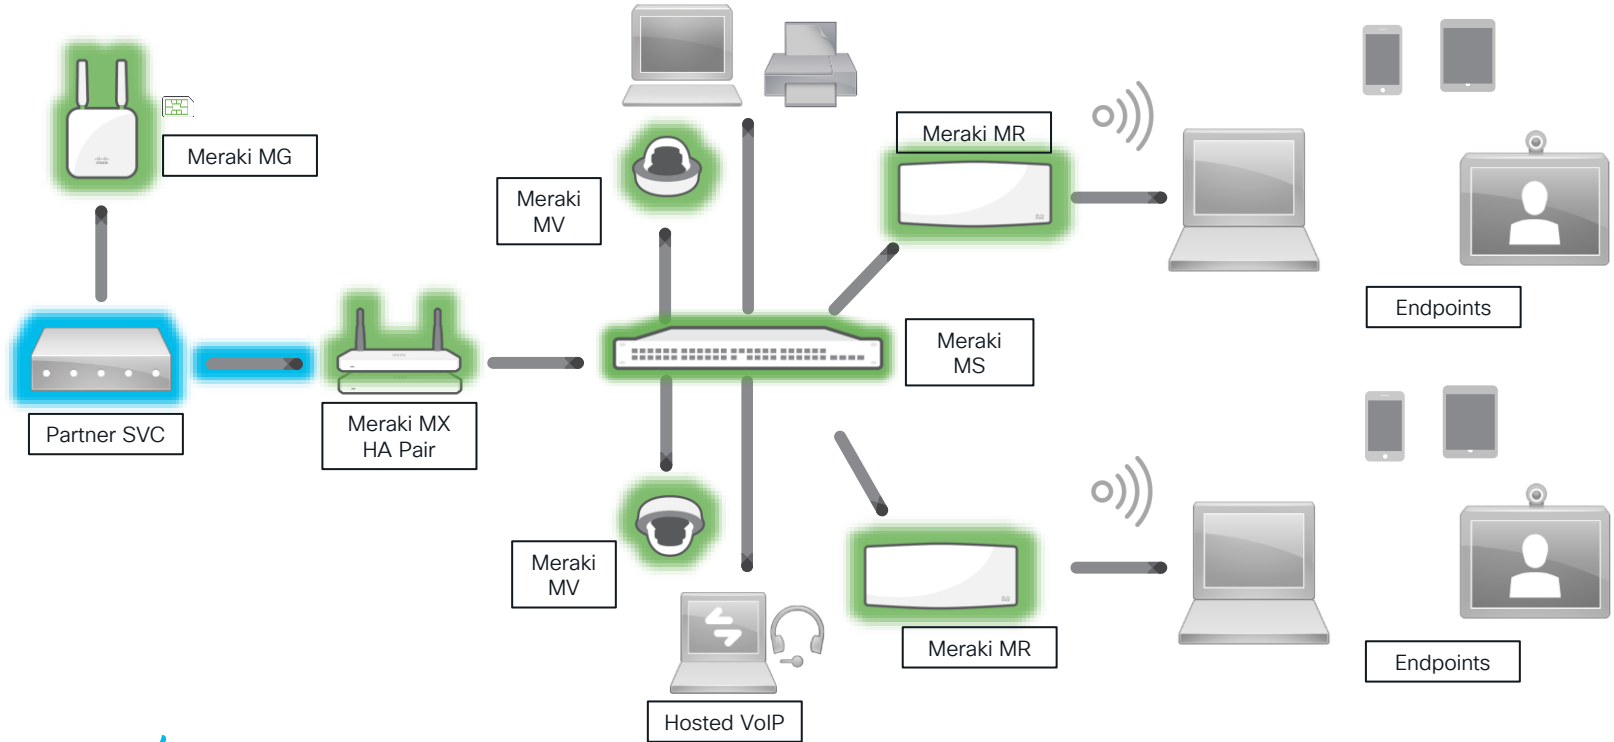 Meraki MG
Meraki MR
Meraki
MV
Endpoints
Meraki
MS
Partner SVC
Meraki MX
HA Pair
Meraki
MV
Meraki MR
Endpoints
Hosted VoIP